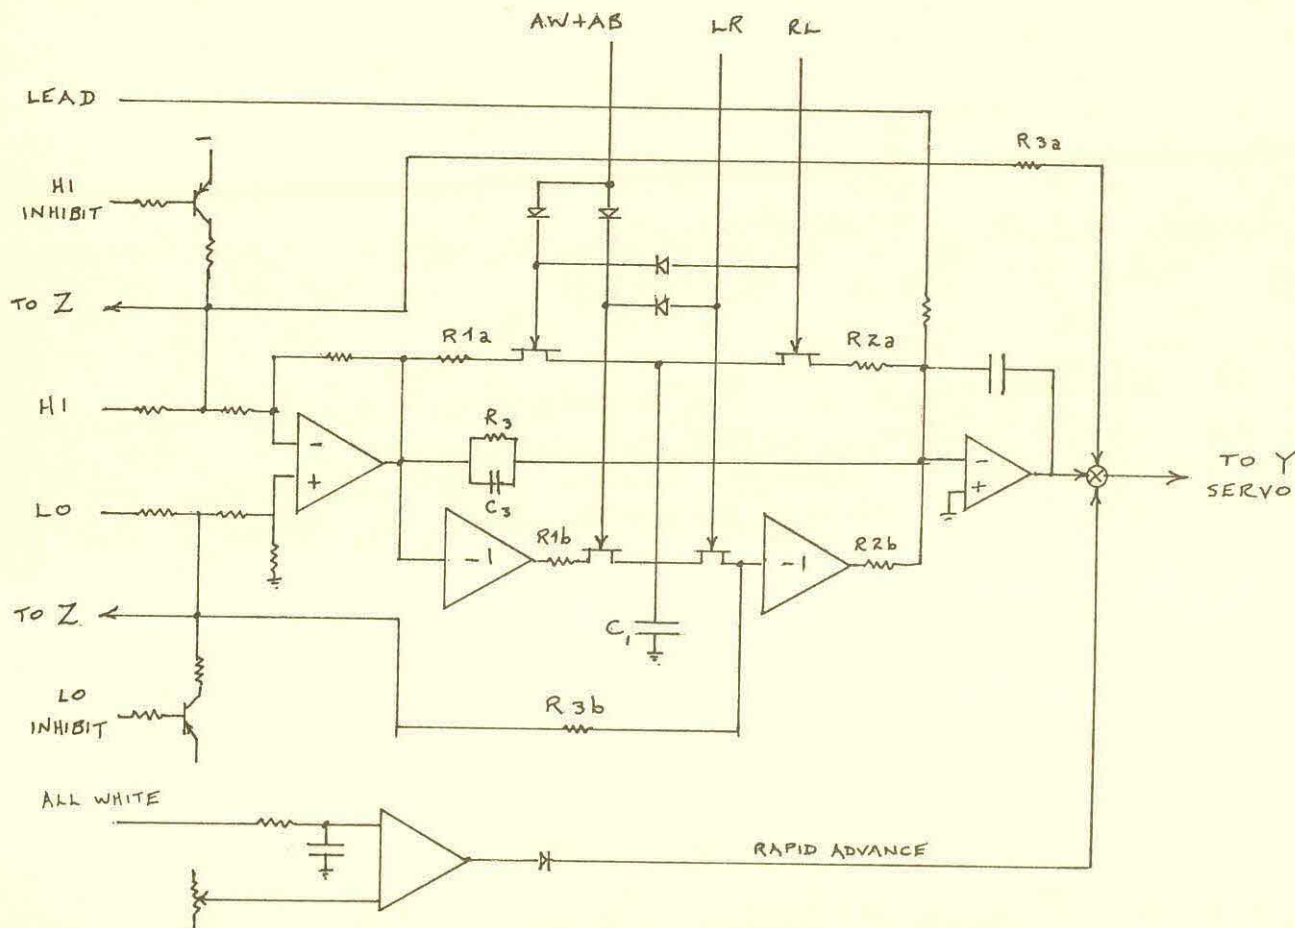 AW+AB
LR
RL
LEAD
R3a
HI
INHIBIT
TO Z
R1a
R2a
HI
R3
C3
-
+
LO
-
+
TO Y
SERVO
R1b
-1
-1
R2b
TO Z
C1
LO
INHIBIT
R3b
ALL WHITE
RAPID ADVANCE